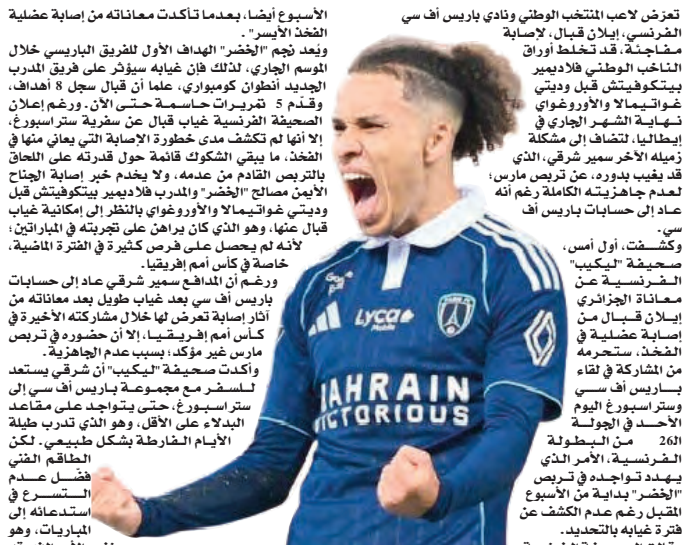 تعرّض لاعب المنتخب الوطني ونادي باريس أف سي
الفرنسي، إيلان قبال، لإصابة
مفاجئة، قد تخلط أوراق
الناخب الوطني فلاديمير
بيتكوفيتش قبل وديتي
غواتيمالا والأوروغواي
نهاية الشهر الجاري في
إيطاليا، لتضاف إلى مشكلة
زميله الآخر سمير شرقي، الذي
قد يغيب بدوره، عن تربص مارس؛
لعدم جاهزيته الكاملة رغم أنه
عاد إلى حسابات باريس أف
سي.
وكشفت، أول أمس،
صحيفة "ليكيب"
الفرنسية عن
معاناة الجزائري
إيلان قبال من
إصابة عضلية في
الفخذ، ستحرمه
من المشاركة في لقاء
باريس أف سي
وستراسبورغ اليوم
الأحد في الجولة
الـ26 من البطولة
الفرنسية، الأمر الذي
يهدد تواجده في تربص
"الخضر" بداية من الأسبوع
المقبل رغم عدم الكشف عن
فترة غيابه بالتحديد.
الأسبوع أيضا، بعدما تأكدت معاناته من إصابة عضلية
الفخذ الأيسر".
ويُعد نجم "الخضر" الهداف الأول للفريق الباريسي خلال
الموسم الجاري، لذلك فإن غيابه سيؤثر على فريق المدرب
الجديد أنطوان كومبواري، علما أن قبال سجل 8 أهداف،
وقدّم 5 تمريرات حاسمة حتى الآن. ورغم إعلان
الصحيفة الفرنسية غياب قبال عن سفرية ستراسبورغ،
إلا أنها لم تكشف مدى خطورة الإصابة التي يعاني منها في
الفخذ، ما يبقي الشكوك قائمة حول قدرته على اللحاق
بالتربص القادم من عدمه، ولا يخدم خبر إصابة الجناح
الأيمن مصالح "الخضر" والمدرب فلاديمير بيتكوفيتش قبل
وديتي غواتيمالا والأوروغواي بالنظر إلى إمكانية غياب
قبال عنها، وهو الذي كان يراهن على تجربته في المباراتين؛
لأنه لم يحصل على فرص كثيرة في الفترة الماضية،
خاصة في كأس أمم إفريقيا.
ورغم أن المدافع سمير شرقي عاد إلى حسابات
باريس أف سي بعد غياب طويل بعد معاناته من
آثار إصابة تعرض لها خلال مشاركته الأخيرة في
كأس أمم إفريقيا، إلا أن حضوره في تربص
مارس غير مؤكد؛ بسبب عدم الجاهزية.
وأكدت صحيفة "ليكيب" أن شرقي يستعد
للسفر مع مجموعة باريس أف سي إلى
ستراسبورغ، حتى يتواجد على مقاعد
البدلاء على الأقل، وهو الذي تدرب طيلة
الأيام الفارطة بشكل طبيعي. لكن
الطاقم الفني
فضّل عدم
التسرع في
استدعائه إلى
المباريات، وهو
PARIS FC
Lyca
Mobile
BAHRAIN
VICTORIOUS